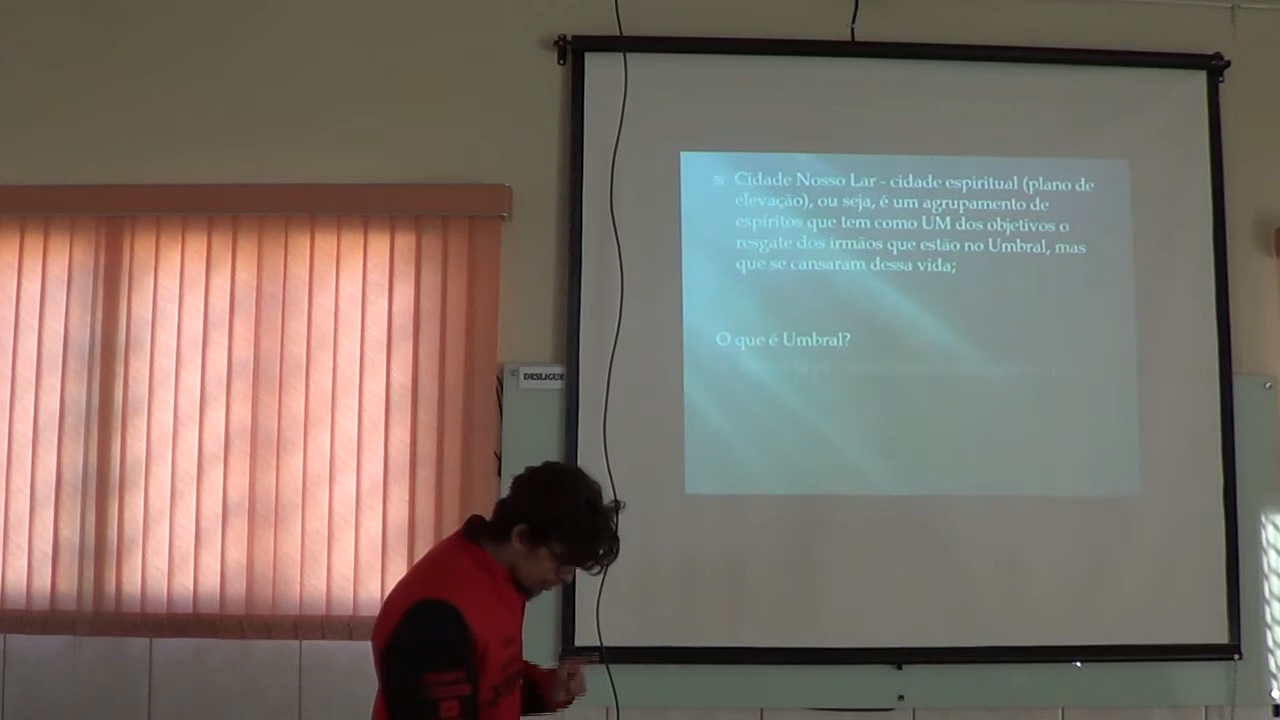 Cidade Nosso Lar - cidade espiritual (plano de
elevação), ou seja, é um agrupamento de
espíritos que tem como UM dos objetivos o
resgate dos irmãos que estão no Umbral, mas
que se cansaram dessa vida;
O que é Umbral?
DESLIGUE